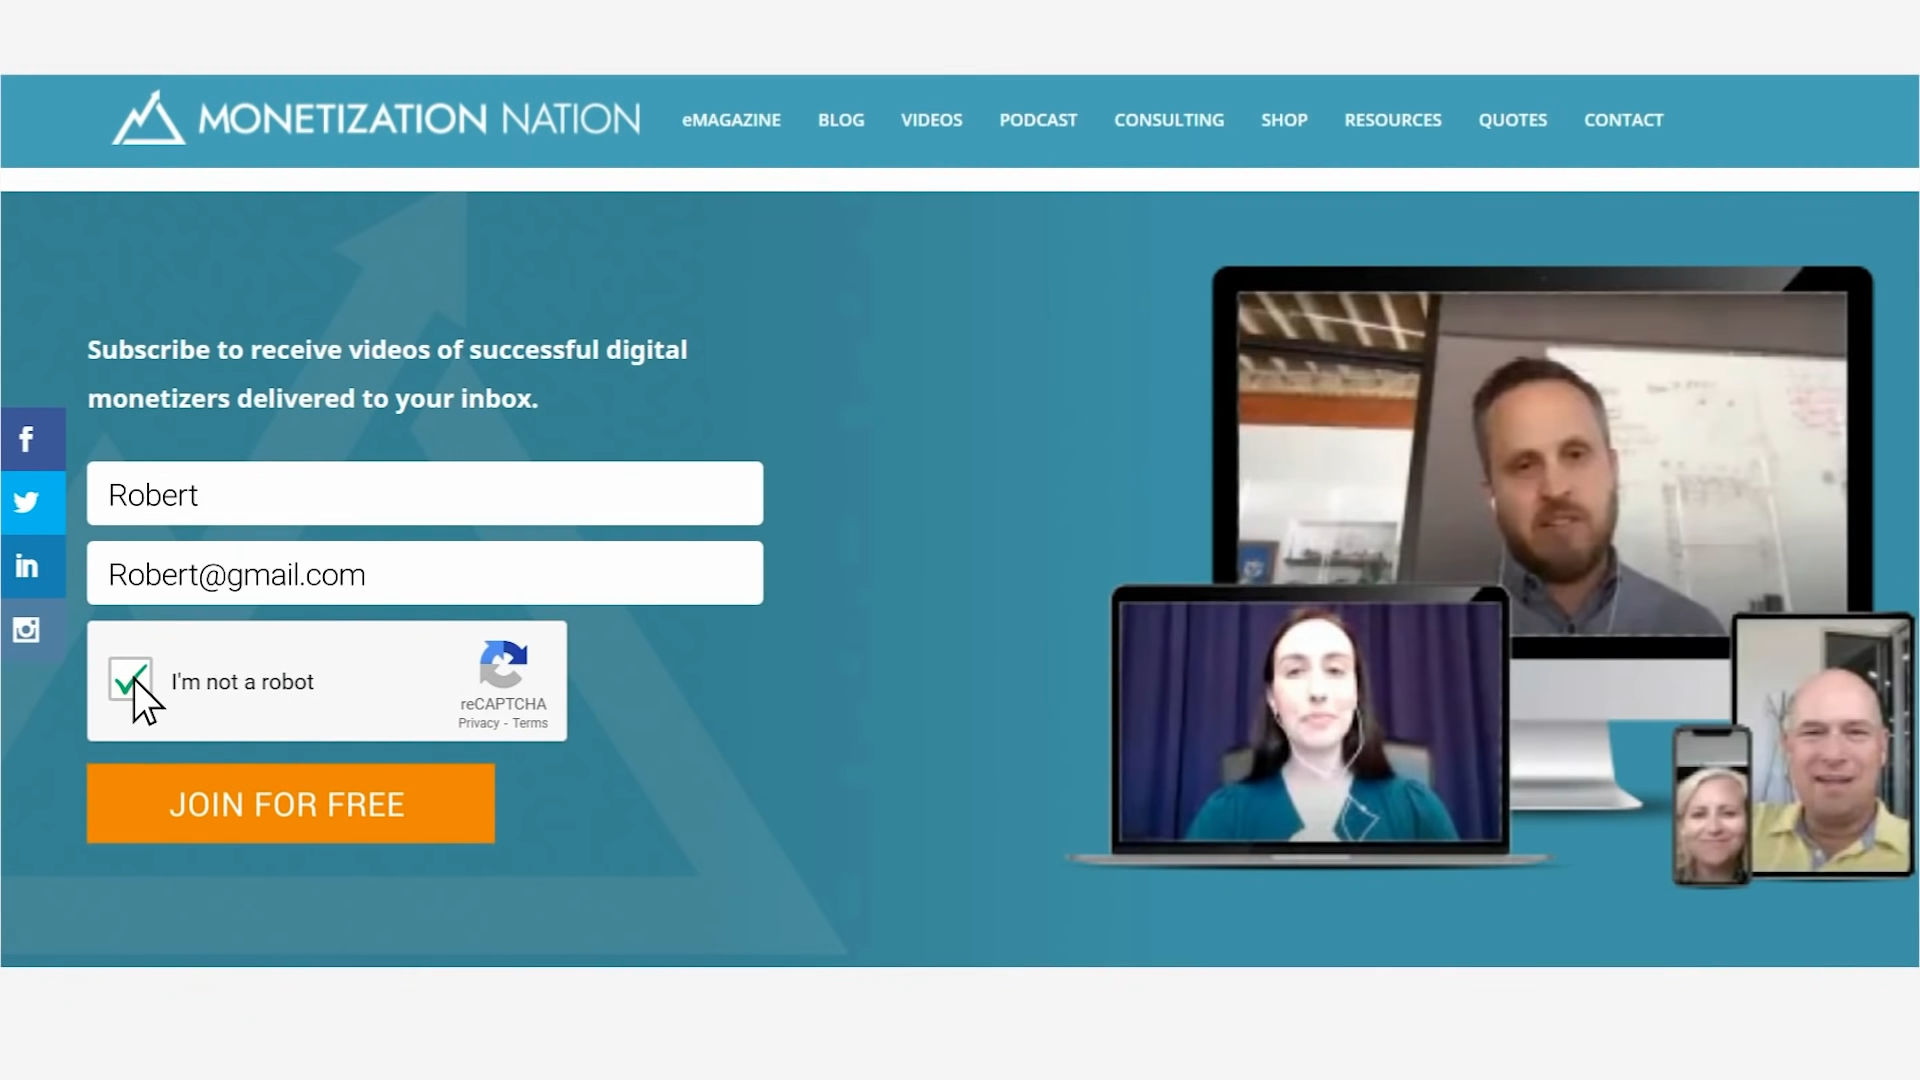 MONETIZATION NATION
eMAGAZINE BLOG VIDEOS PODCAST CONSULTING SHOP RESOURCES QUOTES CONTACT
Subscribe to receive videos of successful digital
monetizers delivered to your inbox.
Robert
Robert@gmail.com
I'm not a robot
reCAPTCHA
Privacy - Terms
JOIN FOR FREE